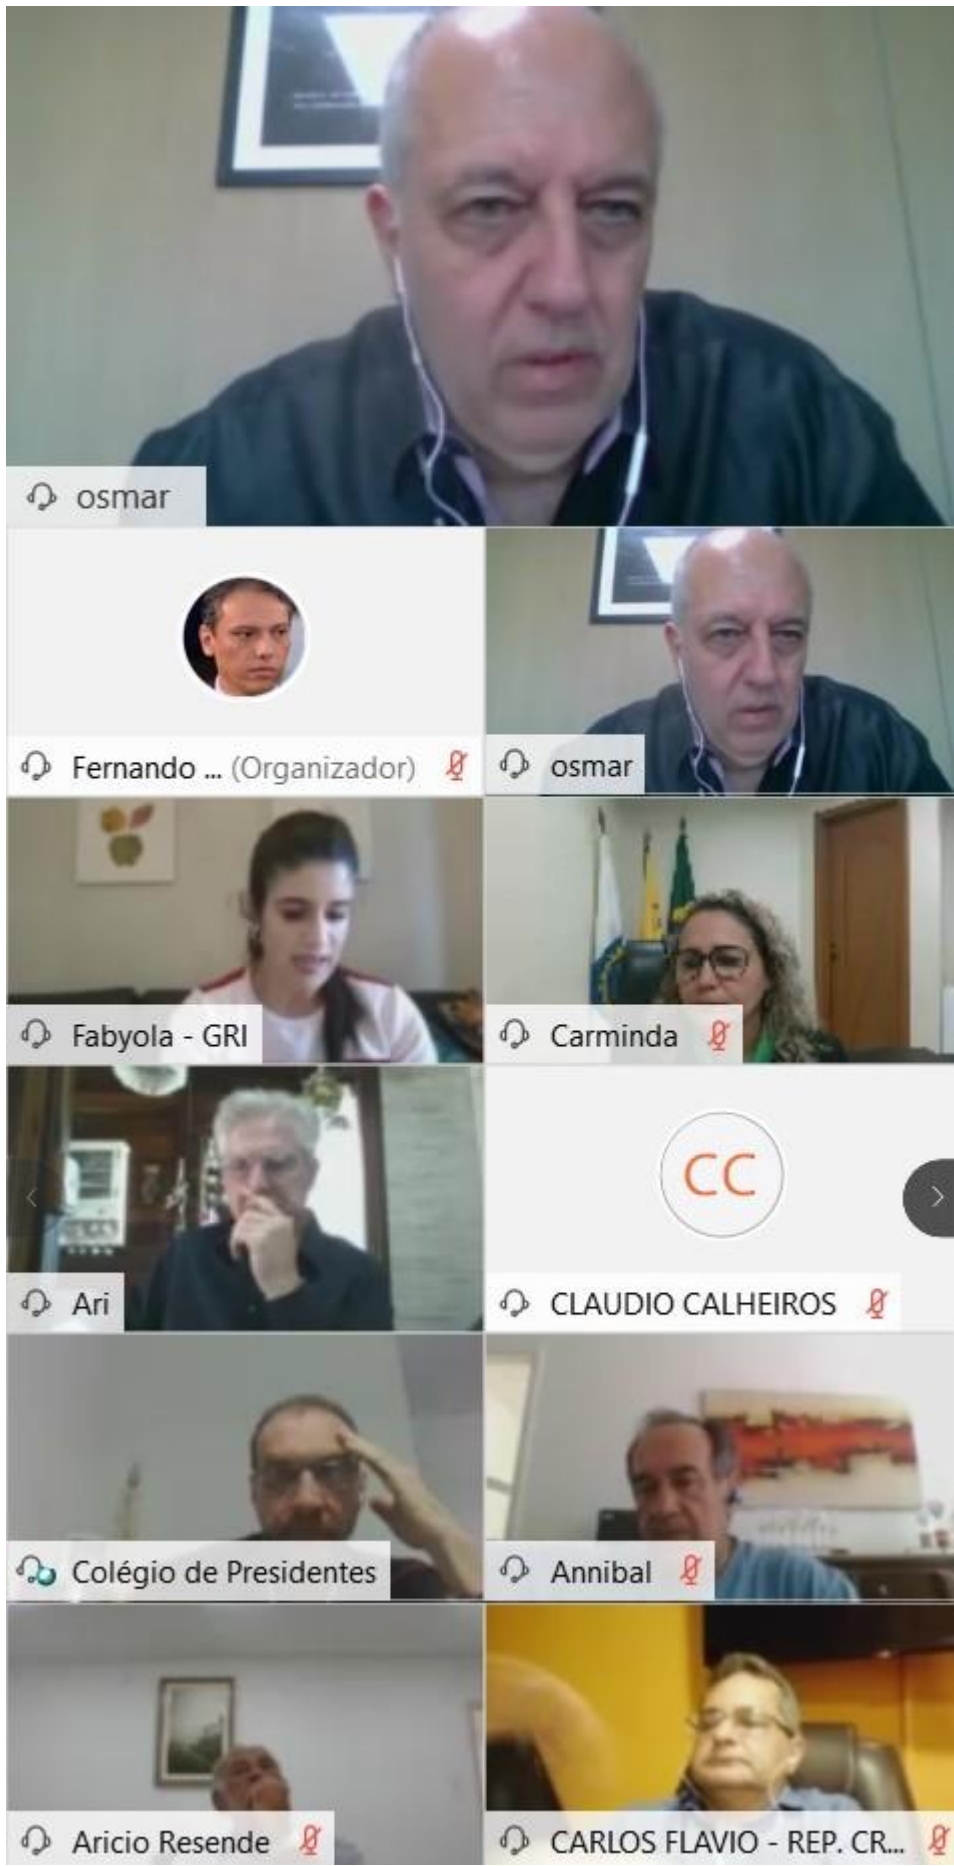 osmar
Fernando ... (Organizador)
osmar
Fabyola - GRI
Carminda
Ari
CC
CLAUDIO CALHEIROS
Colégio de Presidentes
Annibal
Aricio Resende
CARLOS FLAVIO - REP. CR...